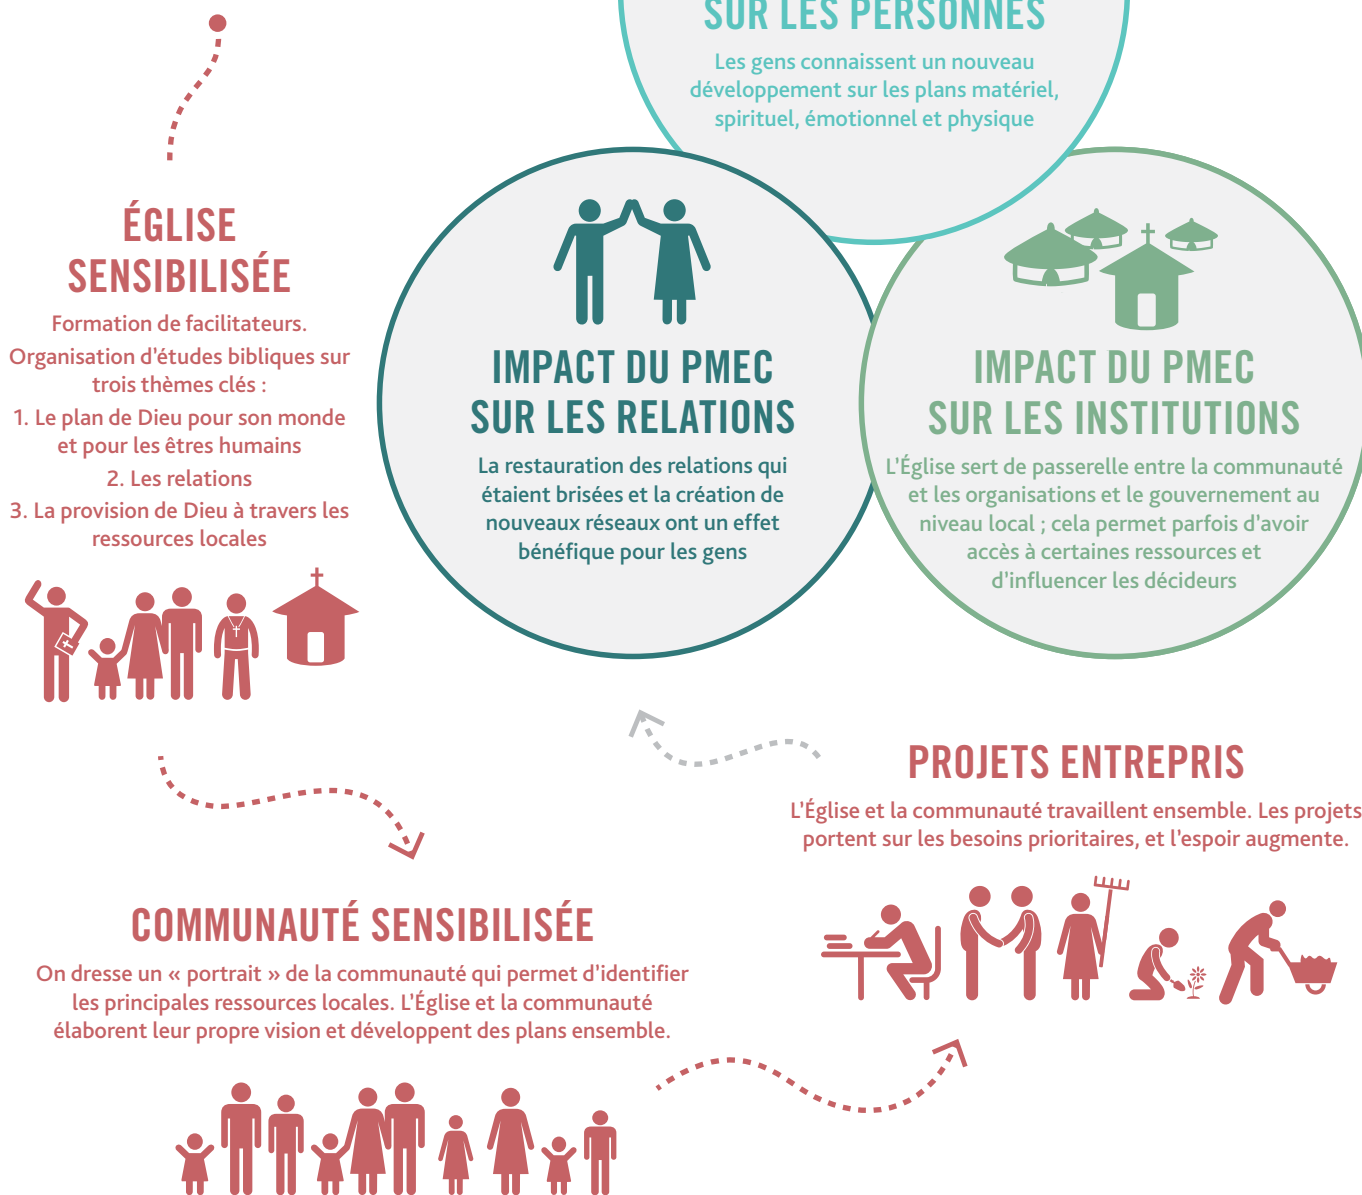 SUR LES PERSONNES
Les gens connaissent un nouveau
développement sur les plans matériel,
spirituel, émotionnel et physique
ÉGLISE
SENSIBILISÉE
Formation de facilitateurs.
Organisation d'études bibliques sur
trois thèmes clés :
1. Le plan de Dieu pour son monde
et pour les êtres humains
2. Les relations
3. La provision de Dieu à travers les
ressources locales
IMPACT DU PMEC
SUR LES RELATIONS
La restauration des relations qui
étaient brisées et la création de
nouveaux réseaux ont un effet
bénéfique pour les gens
IMPACT DU PMEC
SUR LES INSTITUTIONS
L'Église sert de passerelle entre la communauté
et les organisations et le gouvernement au
niveau local ; cela permet parfois d'avoir
accès à certaines ressources et
d'influencer les décideurs
PROJETS ENTREPRIS
L'Église et la communauté travaillent ensemble. Les projets
portent sur les besoins prioritaires, et l'espoir augmente.
COMMUNAUTÉ SENSIBILISÉE
On dresse un « portrait » de la communauté qui permet d'identifier
les principales ressources locales. L'Église et la communauté
élaborent leur propre vision et développent des plans ensemble.